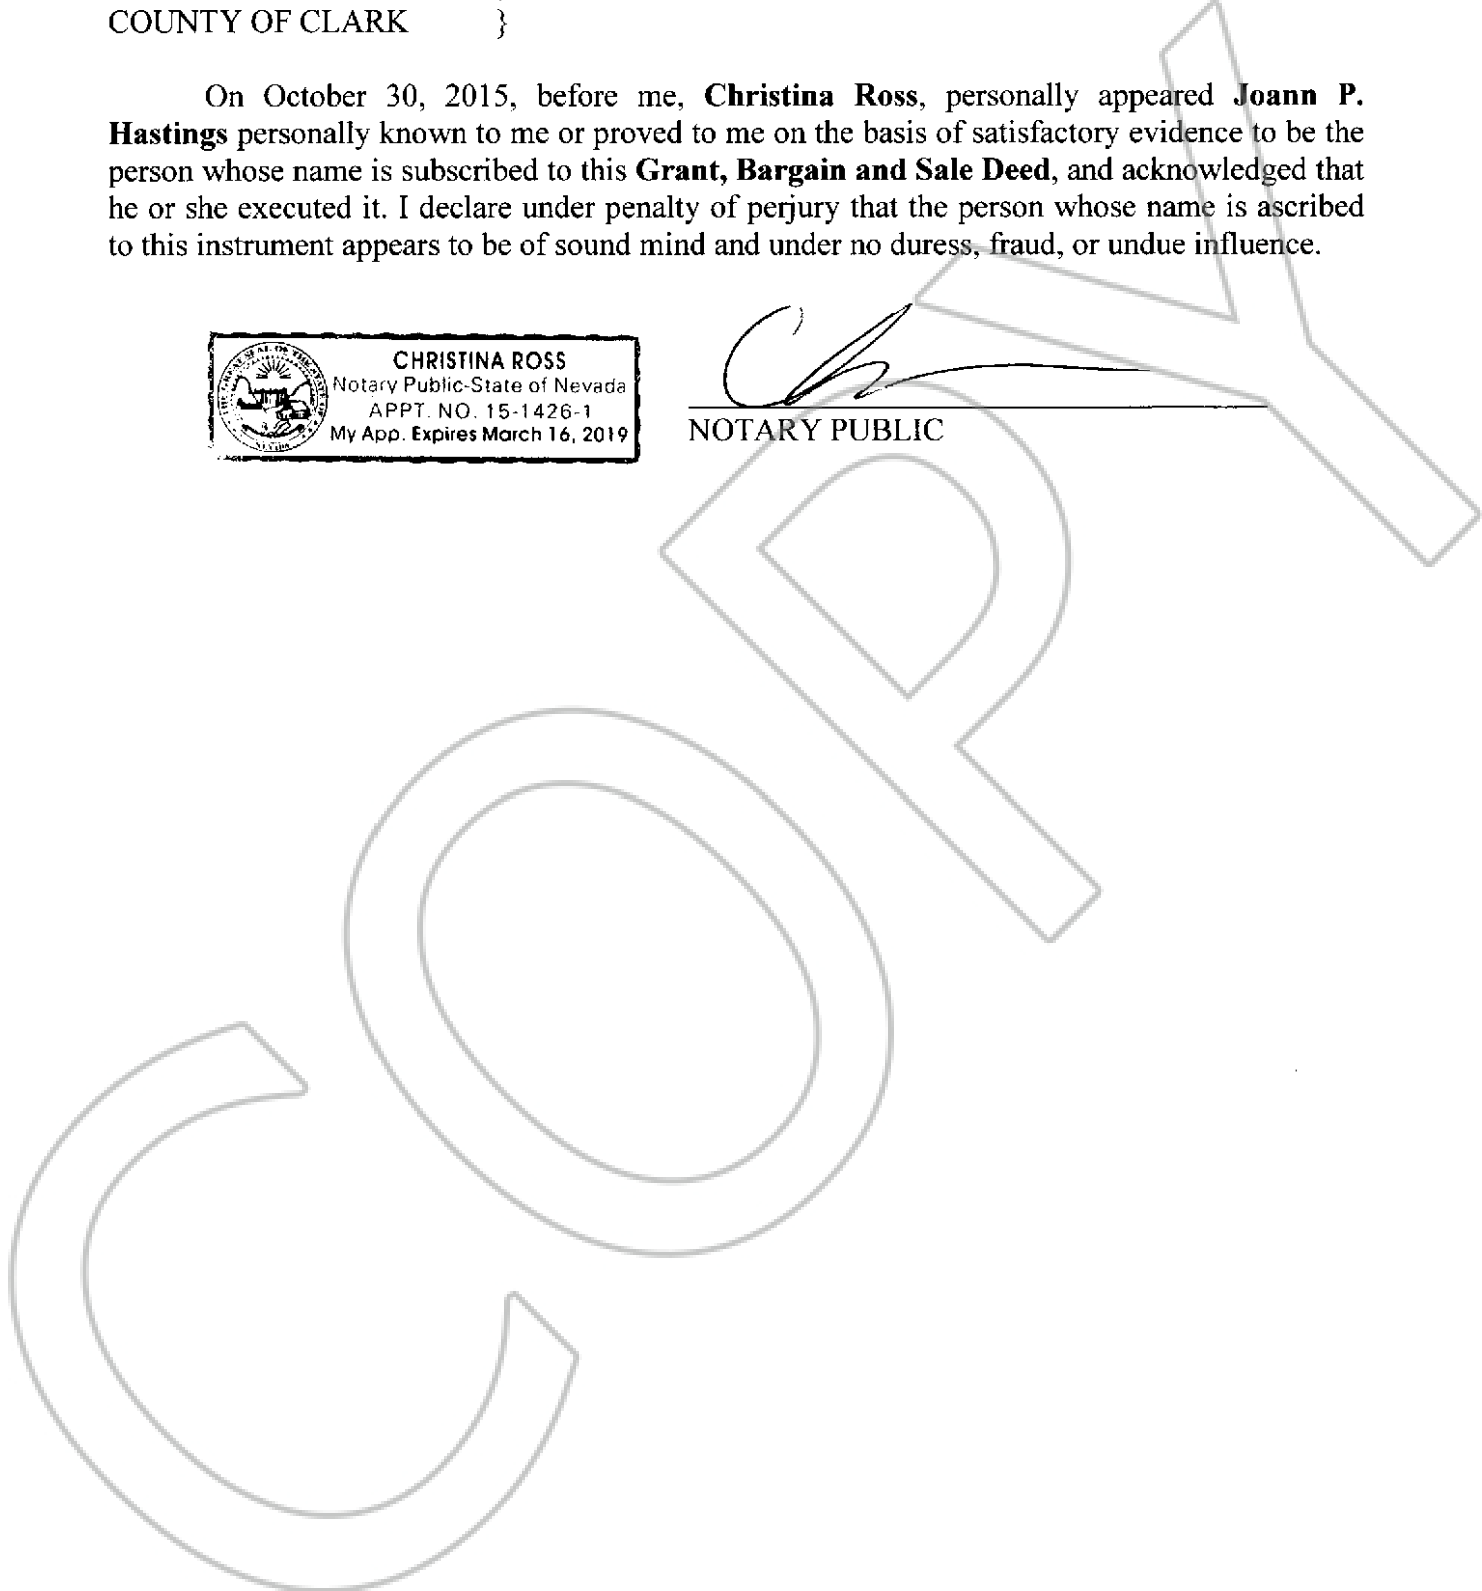 COUNTY OF CLARK }
On October 30, 2015, before me, Christina Ross, personally appeared Joann P.
Hastings personally known to me or proved to me on the basis of satisfactory evidence to be the
person whose name is subscribed to this Grant, Bargain and Sale Deed, and acknowledged that
he or she executed it. I declare under penalty of perjury that the person whose name is ascribed
to this instrument appears to be of sound mind and under no duress, fraud, or undue influence.
CHRISTINA ROSS
Notary Public-State of Nevada
APPT. NO. 15-1426-1
My App. Expires March 16, 2019
NOTARY PUBLIC
COPY